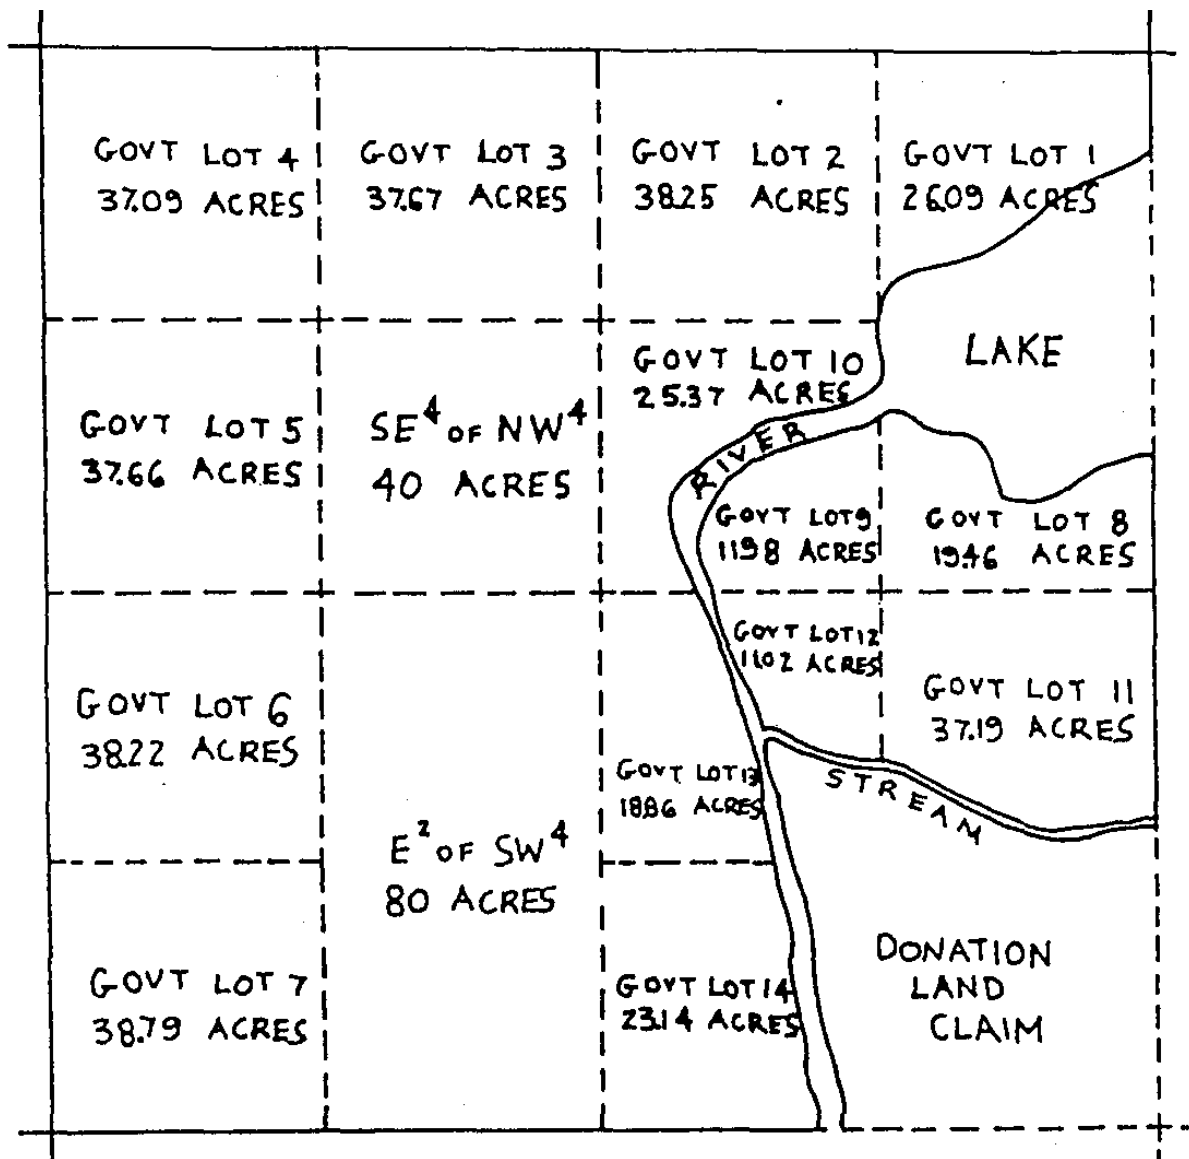 GOVT LOT 4
37.09 ACRES
GOVT LOT 3
37.67 ACRES
GOVT LOT 2
38.25 ACRES
GOVT LOT 1
26.09 ACRES
LAKE
GOVT LOT 5
37.66 ACRES
SE⁴ OF NW⁴
40 ACRES
GOVT LOT 10
25.37 ACRES
RIVER
GOVT LOT 9
11.98 ACRES
GOVT LOT 8
19.46 ACRES
GOVT LOT 12
11.02 ACRES
GOVT LOT 11
37.19 ACRES
GOVT LOT 6
38.22 ACRES
GOVT LOT 13
18.86 ACRES
STREAM
E² OF SW⁴
80 ACRES
GOVT LOT 7
38.79 ACRES
GOVT LOT 14
23.14 ACRES
DONATION
LAND
CLAIM